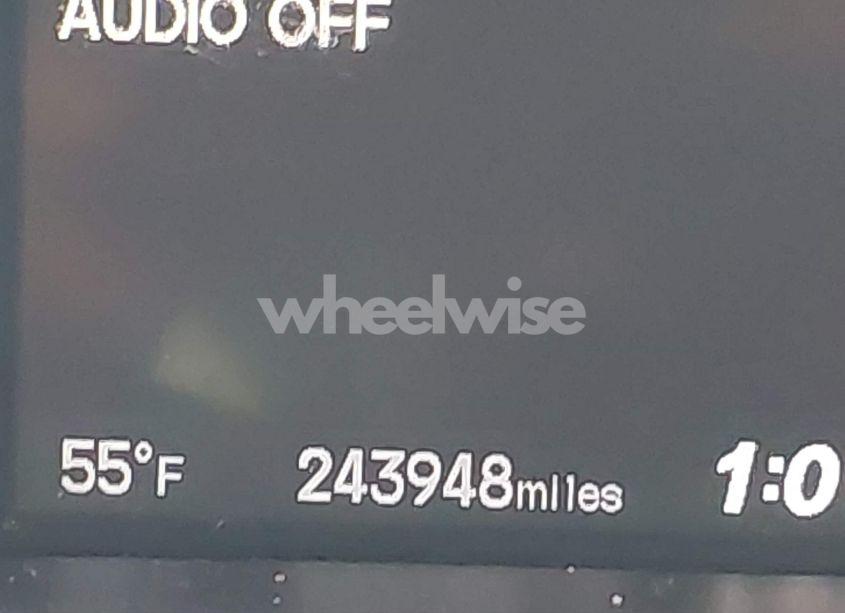 AUDIO OFF
wheelwise
55°F 243948miles 1:0